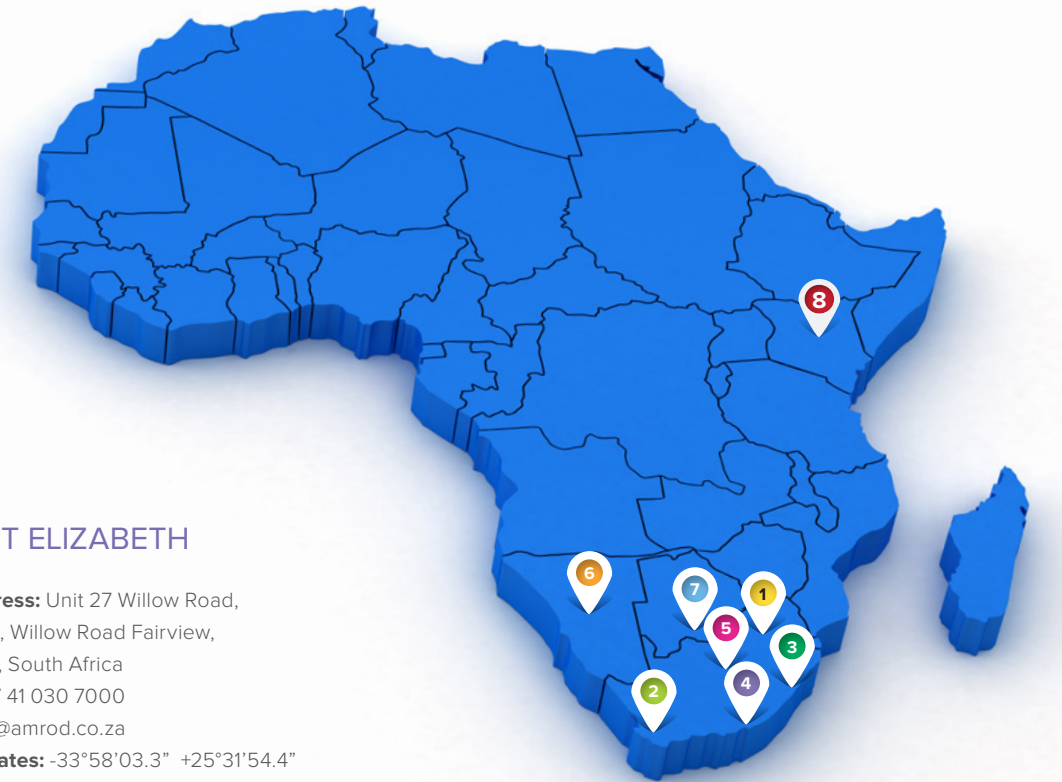 T ELIZABETH
ress: Unit 27 Willow Road,
, Willow Road Fairview,
, South Africa
7 41 030 7000
@amrod.co.za
ates: -33°58’03.3” +25°31’54.4”
8
6
7
1
5
3
2
4